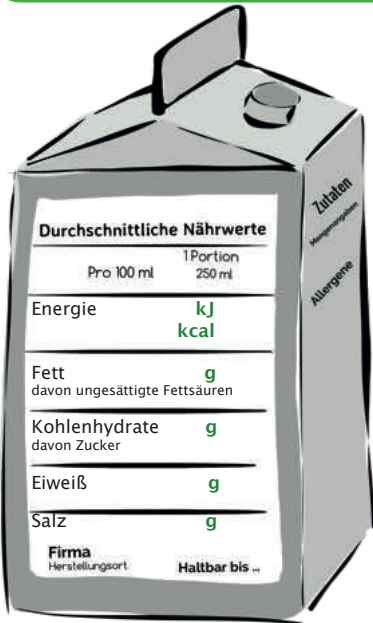 Durchschnittliche Nährwerte
Pro 100 ml 1 Portion 250 ml
Energie kJ
kcal
Fett g
davon ungesättigte Fettsäuren
Kohlenhydrate g
davon Zucker
Eiweiß g
Salz g
Firma
Herstellungsort Haltbar bis ...
Zutaten
Mengenangaben
Allergene